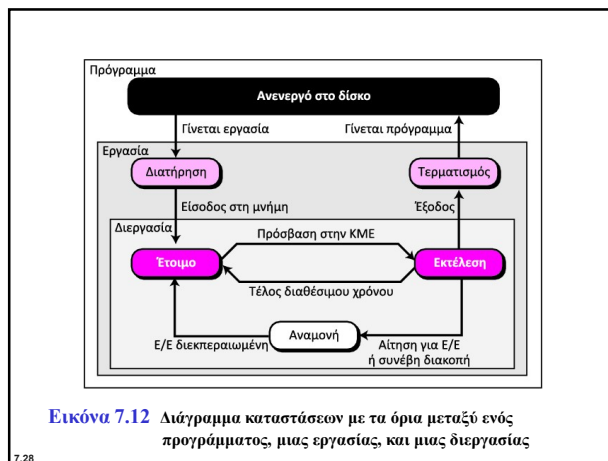 Πρόγραμμα
Ανενεργό στο δίσκο
Γίνεται εργασία
Γίνεται πρόγραμμα
Εργασία
Διατήρηση
Τερματισμός
Είσοδος στη μνήμη
Έξοδος
Διεργασία
Πρόσβαση στην ΚΜΕ
Έτοιμο
Εκτέλεση
Τέλος διαθέσιμου χρόνου
Αναμονή
Ε/Ε διεκπεραιωμένη
Αίτηση για Ε/Ε
ή συνέβη διακοπή
Εικόνα 7.12 Διάγραμμα καταστάσεων με τα όρια μεταξύ ενός
προγράμματος, μιας εργασίας, και μιας διεργασίας
7.28